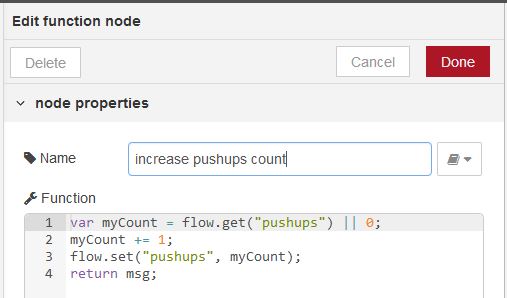 Edit function node
Delete Cancel Done
node properties
Name increase pushups count
Function
1 var myCount = flow.get("pushups") || 0;
2 myCount += 1;
3 flow.set("pushups", myCount);
4 return msg;